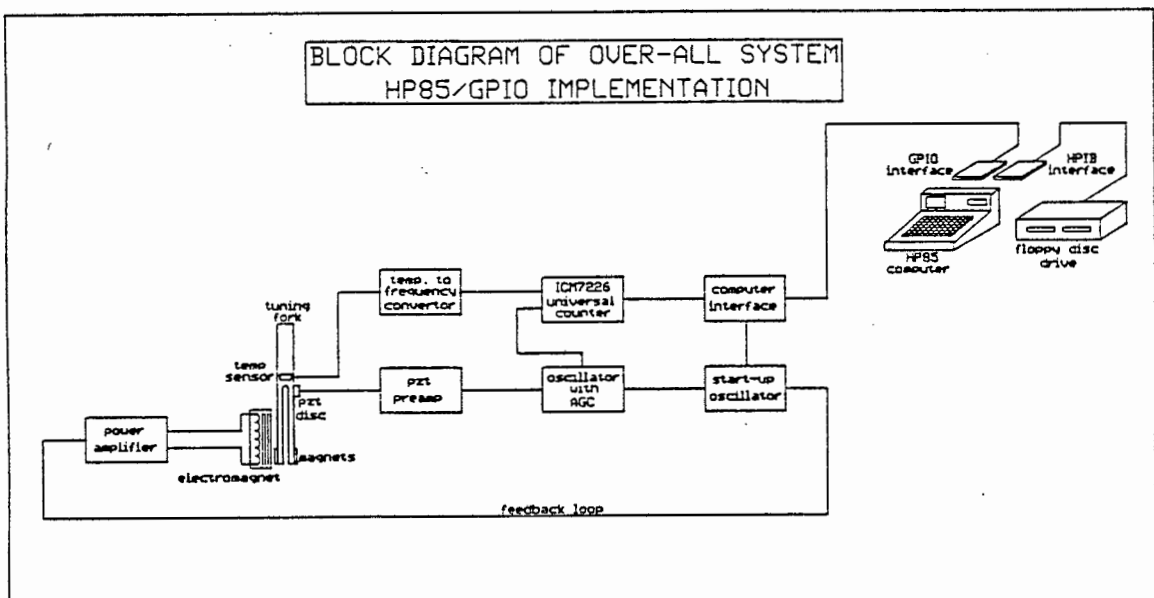 BLOCK DIAGRAM OF OVER-ALL SYSTEM
HP85/GPIO IMPLEMENTATION
GPIO
interface
HPIB
interface
HP85
computer
floppy disc
drive
temp. to
frequency
convertor
ICM7226
universal
counter
computer
interface
tuning
fork
temp
sensor
pzt
disc
pzt
preamp
oscillator
with
AGC
start-up
oscillator
power
amplifier
magnets
electromagnet
feedback loop